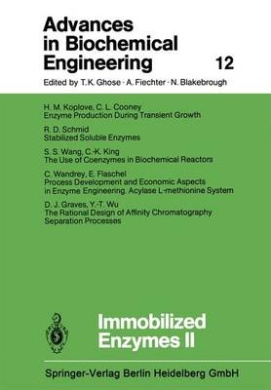 Advances
in Biochemical
Engineering
12
Edited by T.K. Ghose · A. Fiechter · N. Blakebrough
H. M. Koplove, C. L. Cooney
Enzyme Production During Transient Growth
R. D. Schmid
Stabilized Soluble Enzymes
S. S. Wang, C.-K. King
The Use of Coenzymes in Biochemical Reactors
C. Wandrey, E. Flaschel
Process Development and Economic Aspects
in Enzyme Engineering. Acylase L-methionine System
D. J. Graves, Y.-T. Wu
The Rational Design of Affinity Chromatography
Separation Processes
Immobilized
Enzymes II
Springer-Verlag Berlin Heidelberg GmbH